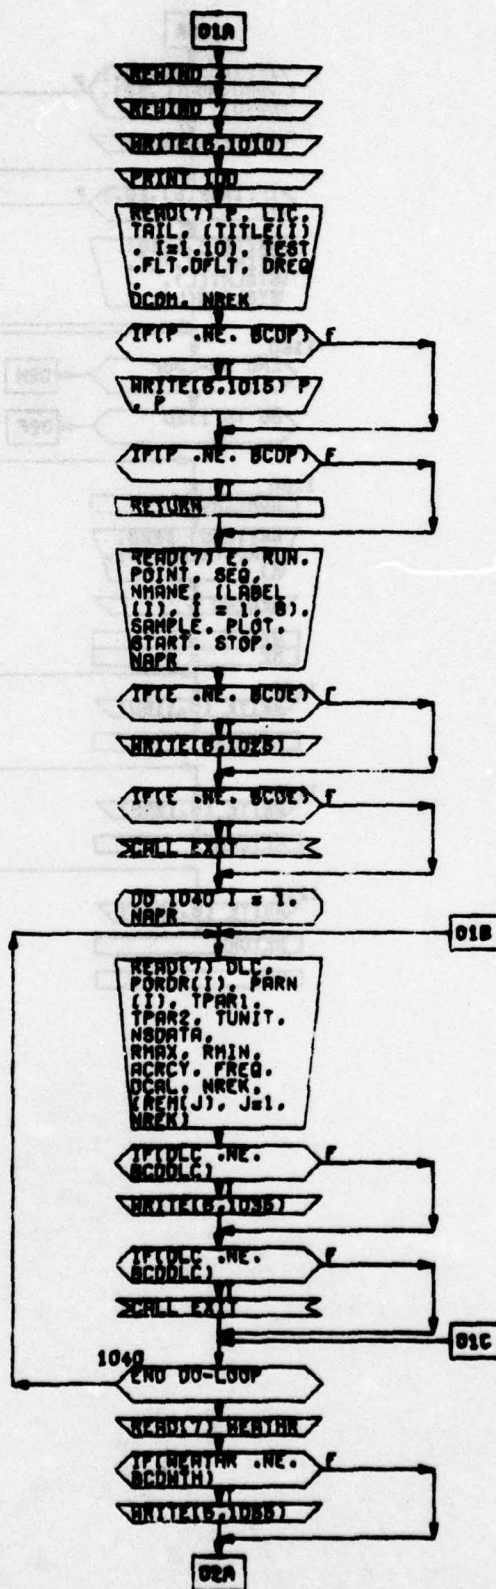 01A
REWIND 4
REWIND 7
WRITE(6,1010)
PRINT 100
READ(7) P, LIC,
TAIL, (TITLE(I)
, I=1,10), TEST
,FLT,DFLT, DREQ
,
DCOM, NREK
IF(P .NE. BCDP) F
T
WRITE(6,1015) P
, P
IF(P .NE. BCDP) F
T
RETURN
READ(7) E, RUN,
POINT, SEQ,
NMANE, (LABEL
(I), I = 1, 8),
SAMPLE, PLOT,
START, STOP,
NAPR
IF(E .NE. BCDE) F
T
WRITE(6,1025)
IF(E .NE. BCDE) F
T
CALL EXIT
DO 1040 I = 1,
NAPR
01B
READ(7) DLC,
PORDR(I), PARN
(I), TPAR1,
TPAR2, TUNIT,
NSDATA,
RMAX, RMIN,
ACRCY, FREQ,
DCAL, NREK,
(REM(J), J=1,
NREK)
IF(DLC .NE. F
BCDDLC)
T
WRITE(6,1035)
IF(DLC .NE. F
BCDDLC)
T
CALL EXIT
01C
1040
END DO-LOOP
READ(7) WEATHR
IF(WEATHR .NE. F
BCDWTH)
T
WRITE(6,1055)
02A
02H
02F